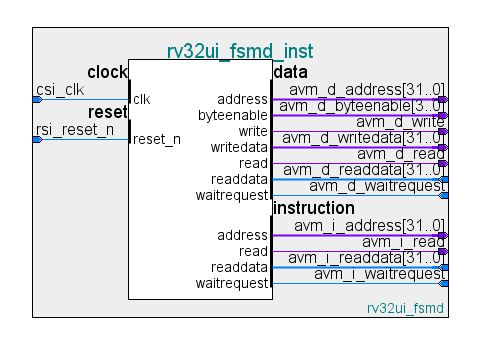 rv32ui_fsmd_inst
clock
data
csi_clk
clk
address
avm_d_address[31..0]
reset
byteenable
avm_d_byteenable[3..0]
write
avm_d_write
rsi_reset_n
reset_n
writedata
avm_d_writedata[31..0]
read
avm_d_read
readdata
avm_d_readdata[31..0]
waitrequest
avm_d_waitrequest
instruction
address
avm_i_address[31..0]
read
avm_i_read
readdata
avm_i_readdata[31..0]
waitrequest
avm_i_waitrequest
rv32ui_fsmd